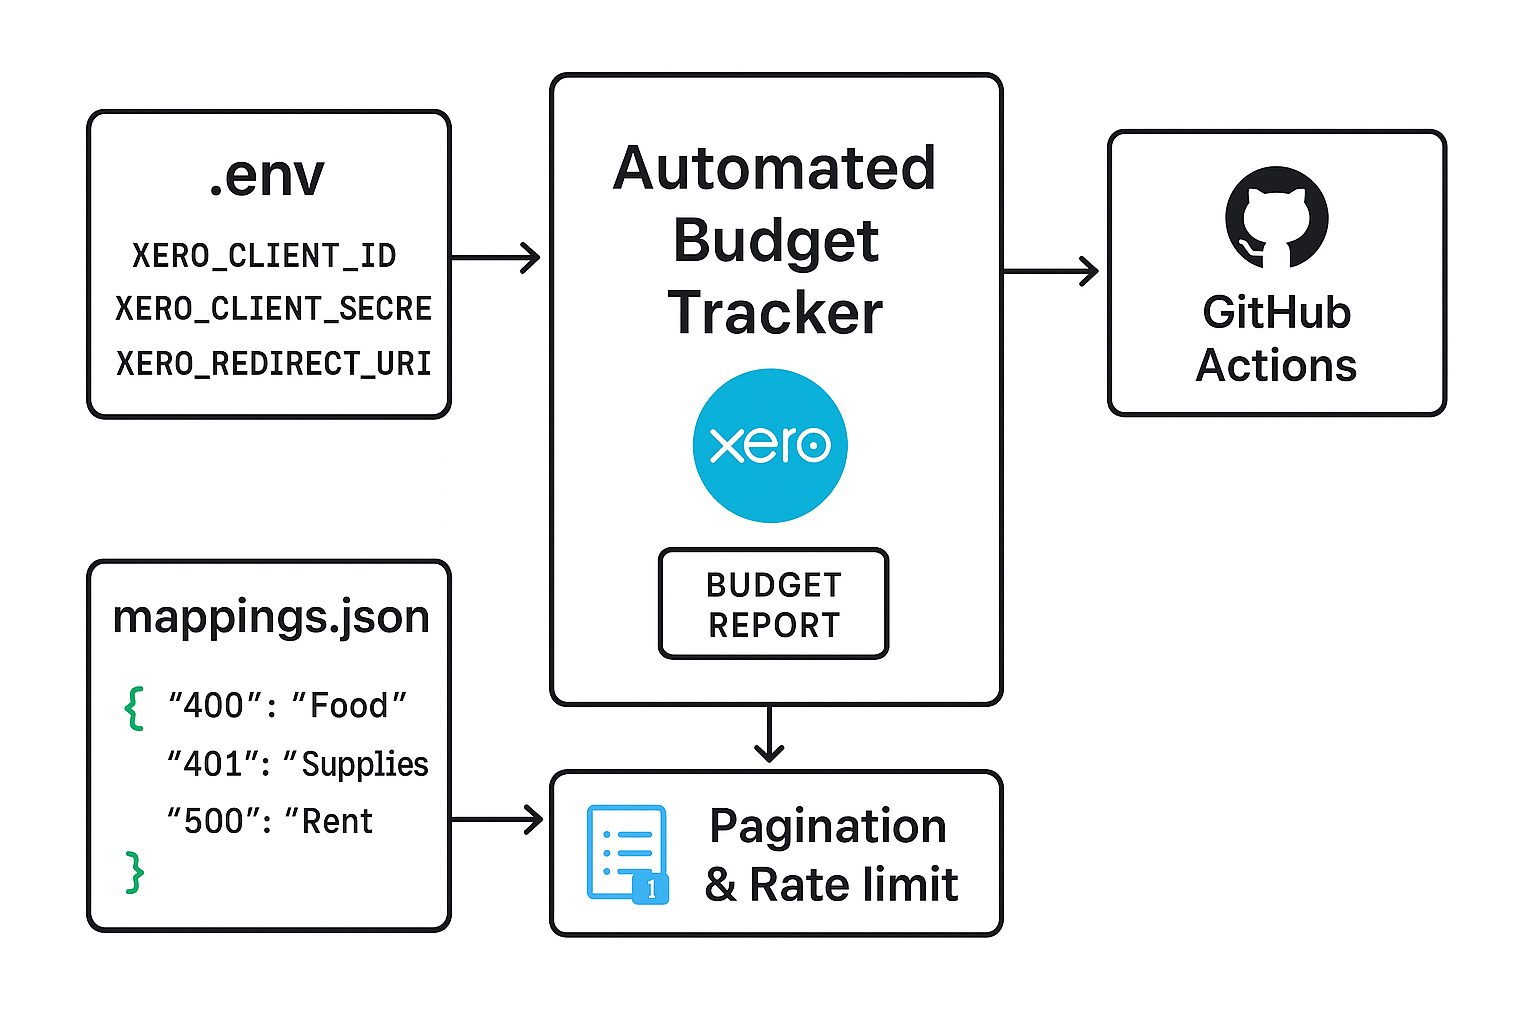 .env
XERO_CLIENT_ID
XERO_CLIENT_SECRE
XERO_REDIRECT_URI
Automated
Budget
Tracker
xero
BUDGET
REPORT
GitHub
Actions
mappings.json
{ “400”: “Food”
“401”: “Supplies
“500”: “Rent
}
1
Pagination
& Rate limit